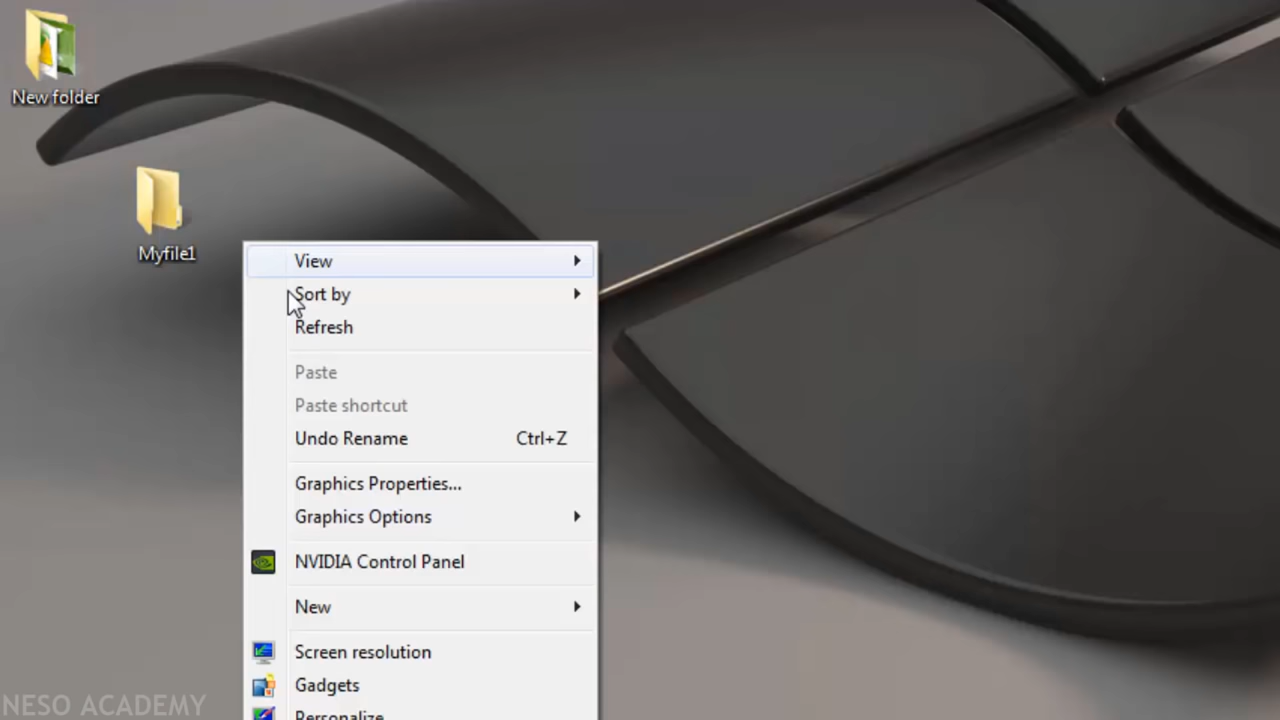 New folder
Myfile1
View
Sort by
Refresh
Paste
Paste shortcut
Undo Rename Ctrl+Z
Graphics Properties...
Graphics Options
NVIDIA Control Panel
New
Screen resolution
Gadgets
Personalize
NESO ACADEMY